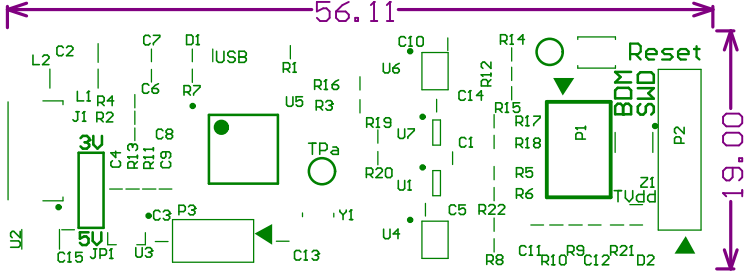 56.11
C7 D1
C10 R14
C2
USB
Reset
L2
R1
U6 R12
BDM
SWD
C6 R7
R16
L1 R4
U5 R3
C14
R15
J1 R2
R19
R17
P1
P2
19.00
C8
U7
3V
R18
C4 R13 R11 C9
TPa
C1
R20
R5
U1
Z1
R6
TVdd
C3 P3
Y1
C5 R22
U2
5V
U4
JP1
U3
C15
C13
C11 R9 R21
R8 R10 C12 D2